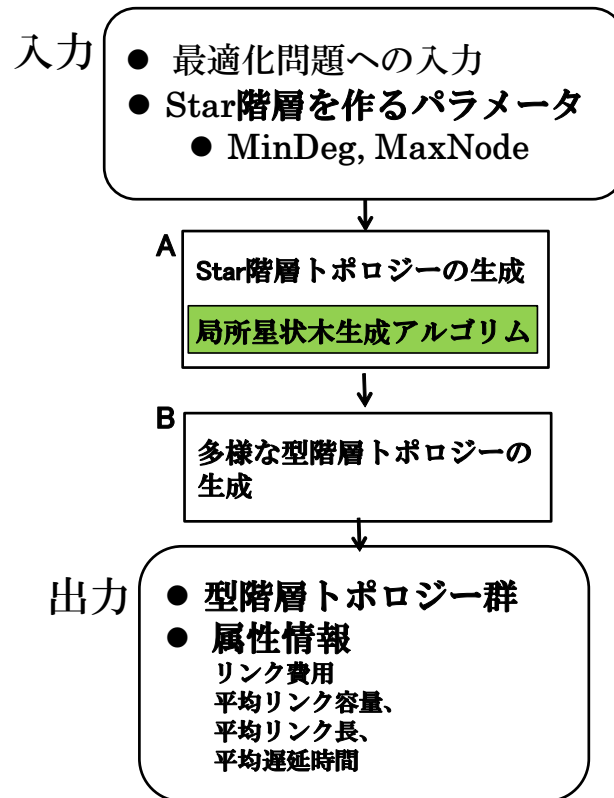 入力
● 最適化問題への入力
● Star階層を作るパラメータ
● MinDeg, MaxNode
A
Star階層トポロジーの生成
局所星状木生成アルゴリム
B
多様な型階層トポロジーの
生成
出力
● 型階層トポロジー群
● 属性情報
リンク費用
平均リンク容量、
平均リンク長、
平均遅延時間